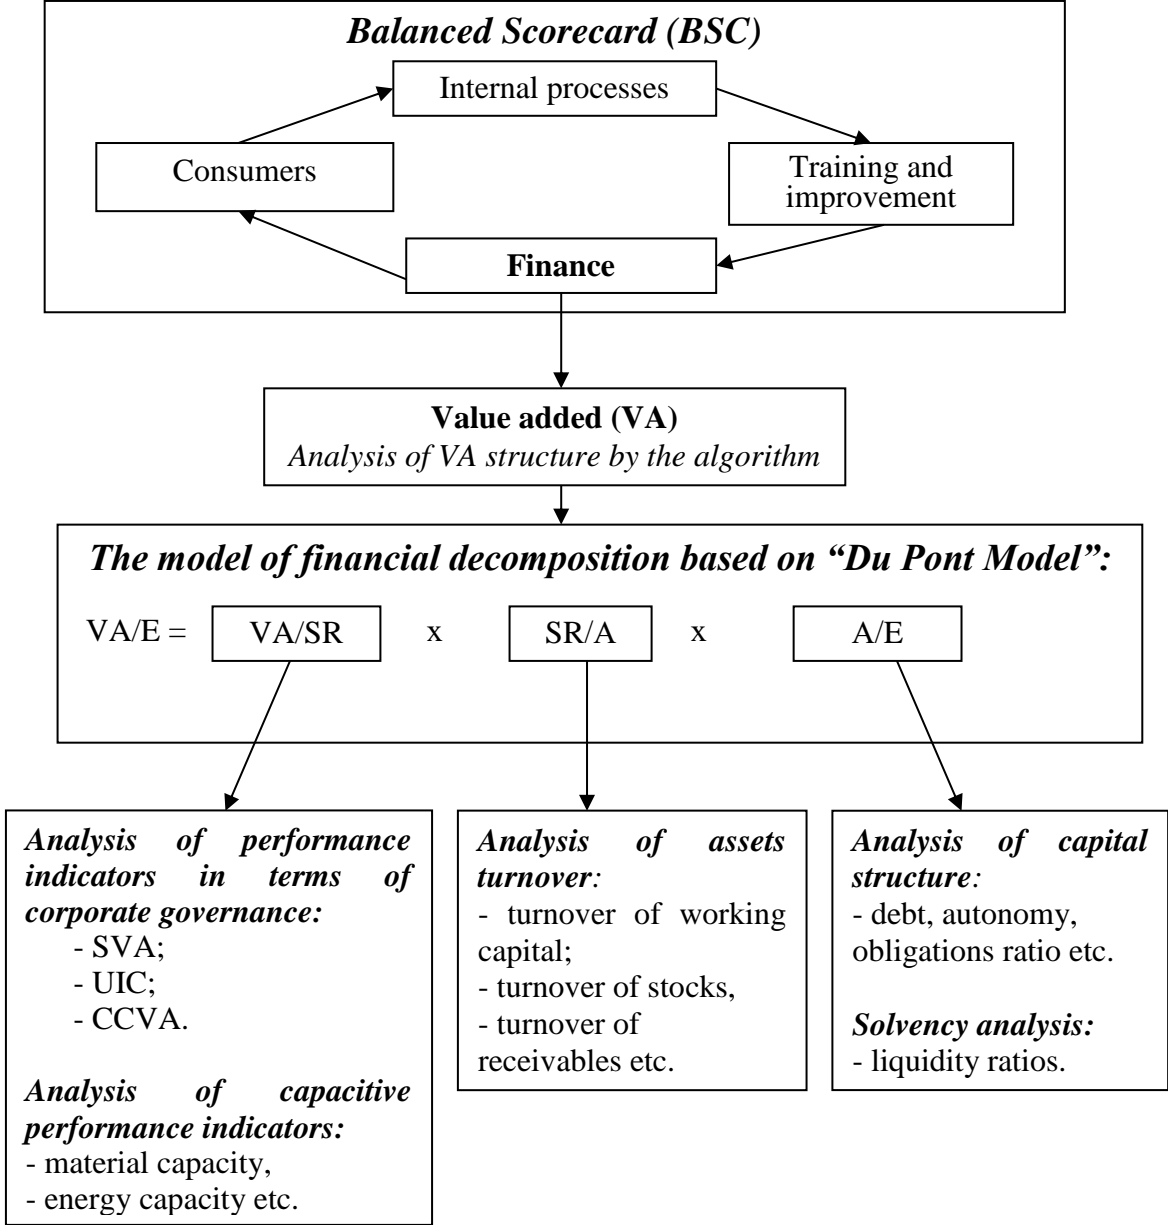 Balanced Scorecard (BSC)
Internal processes
Consumers
Training and
improvement
Finance
Value added (VA)
Analysis of VA structure by the algorithm
The model of financial decomposition based on “Du Pont Model”:
VA/E = VA/SR x SR/A x A/E
Analysis of performance
indicators in terms of
corporate governance:
- SVA;
- UIC;
- CCVA.
Analysis of capacitive
performance indicators:
- material capacity,
- energy capacity etc.
Analysis of assets
turnover:
- turnover of working
capital;
- turnover of stocks,
- turnover of
receivables etc.
Analysis of capital
structure:
- debt, autonomy,
obligations ratio etc.
Solvency analysis:
- liquidity ratios.